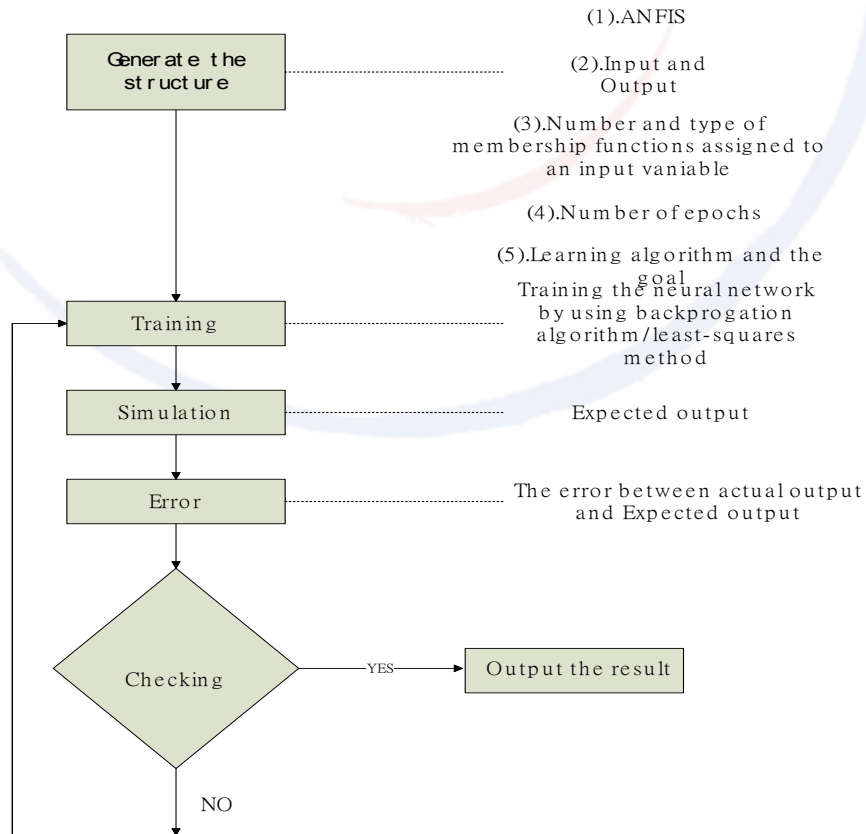 (1).ANFIS
Generate the
structure
(2).Input and
Output
(3).Number and type of
membership functions assigned to
an input vaniable
(4).Number of epochs
(5).Learning algorithm and the
goal
Training
Training the neural network
by using backprogation
algorithm/least-squares
method
Simulation
Expected output
Error
The error between actual output
and Expected output
Checking
YES
Output the result
NO